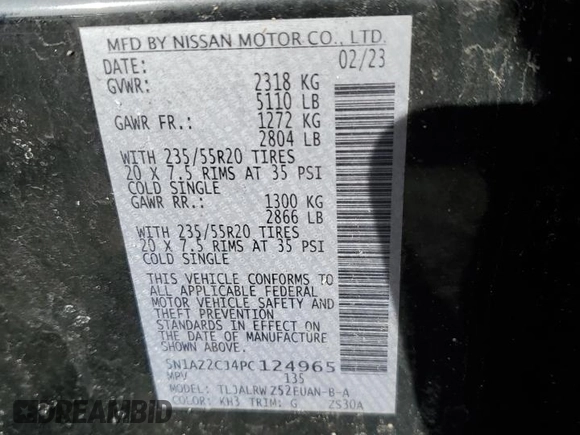 MFD BY NISSAN MOTOR CO., LTD.
DATE: 02/23
GVWR: 2318 KG
5110 LB
GAWR FR.: 1272 KG
2804 LB
WITH 235/55R20 TIRES
20 X 7.5 RIMS AT 35 PSI
COLD SINGLE
GAWR RR.: 1300 KG
2866 LB
WITH 235/55R20 TIRES
20 X 7.5 RIMS AT 35 PSI
COLD SINGLE
THIS VEHICLE CONFORMS TO
ALL APPLICABLE FEDERAL
MOTOR VEHICLE SAFETY AND
THEFT PREVENTION
STANDARDS IN EFFECT ON
THE DATE OF MANUFACTURE
SHOWN ABOVE.
5N1AZ2CJ4PC124965
MPV 135
MODEL: TLJALRWZ52EUAN-B-A
COLOR: KH3 TRIM: G ZS30A
EPIC.VIN